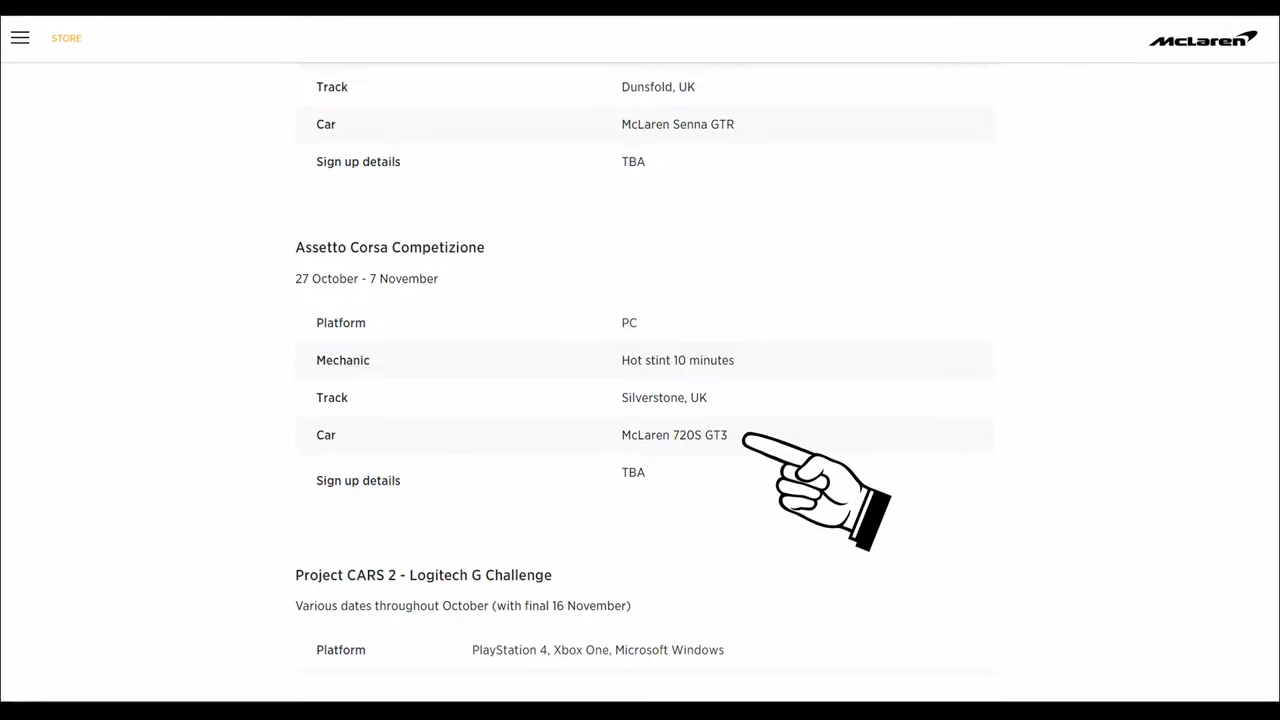 STORE
McLaren
Track Dunsfold, UK
Car McLaren Senna GTR
Sign up details TBA
Assetto Corsa Competizione
27 October - 7 November
Platform PC
Mechanic Hot stint 10 minutes
Track Silverstone, UK
Car McLaren 720S GT3
Sign up details TBA
Project CARS 2 - Logitech G Challenge
Various dates throughout October (with final 16 November)
Platform PlayStation 4, Xbox One, Microsoft Windows